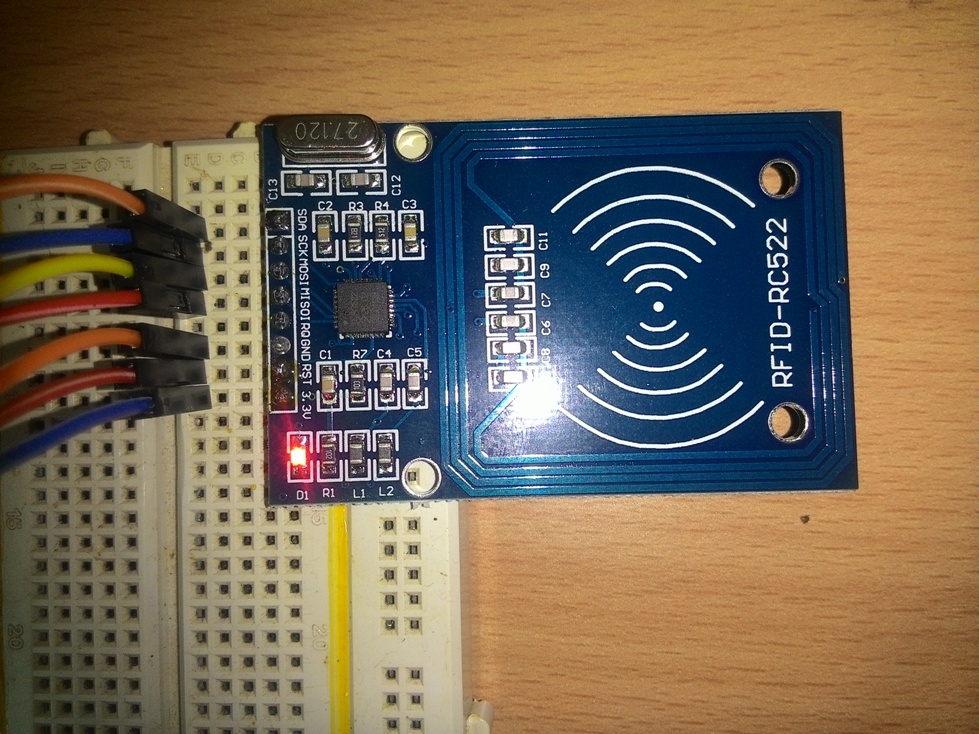 27.120
C13
C12
C2 R3 R4 C3
SDA SCK MOSI MISO IRQ GND RST 3.3V
C11
C9
C7
C6
C8
C1 R7 C4 C5
D1 R1 L1 L2
RFID-RC522
15
20
20